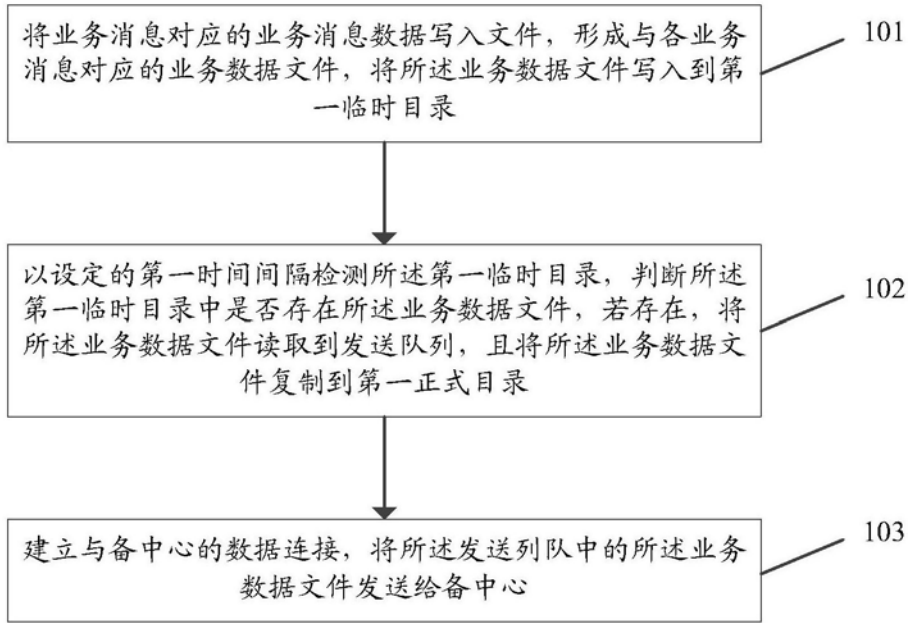 将业务消息对应的业务消息数据写入文件，形成与各业务
消息对应的业务数据文件，将所述业务数据文件写入到第
一临时目录
101
以设定的第一时间间隔检测所述第一临时目录，判断所述
第一临时目录中是否存在所述业务数据文件，若存在，将
所述业务数据文件读取到发送队列，且将所述业务数据文
件复制到第一正式目录
102
建立与备中心的数据连接，将所述发送列队中的所述业务
数据文件发送给备中心
103